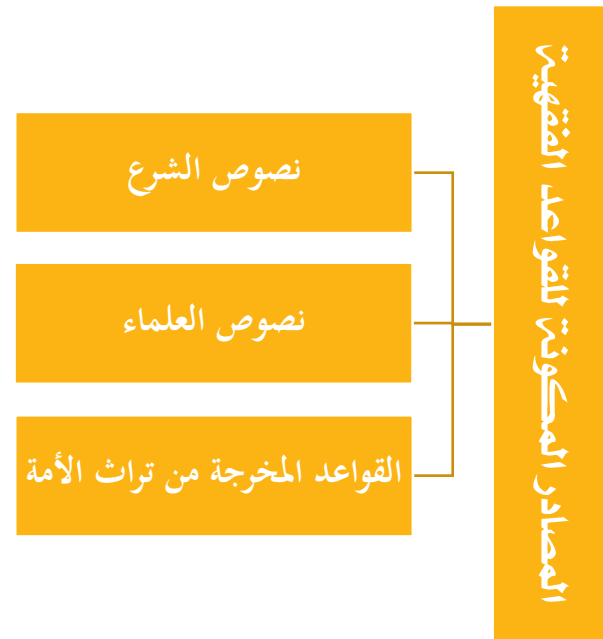 المصادر المكونة للقواعد الفقهية
نصوص الشرع
نصوص العلماء
القواعد المخرجة من تراث الأمة